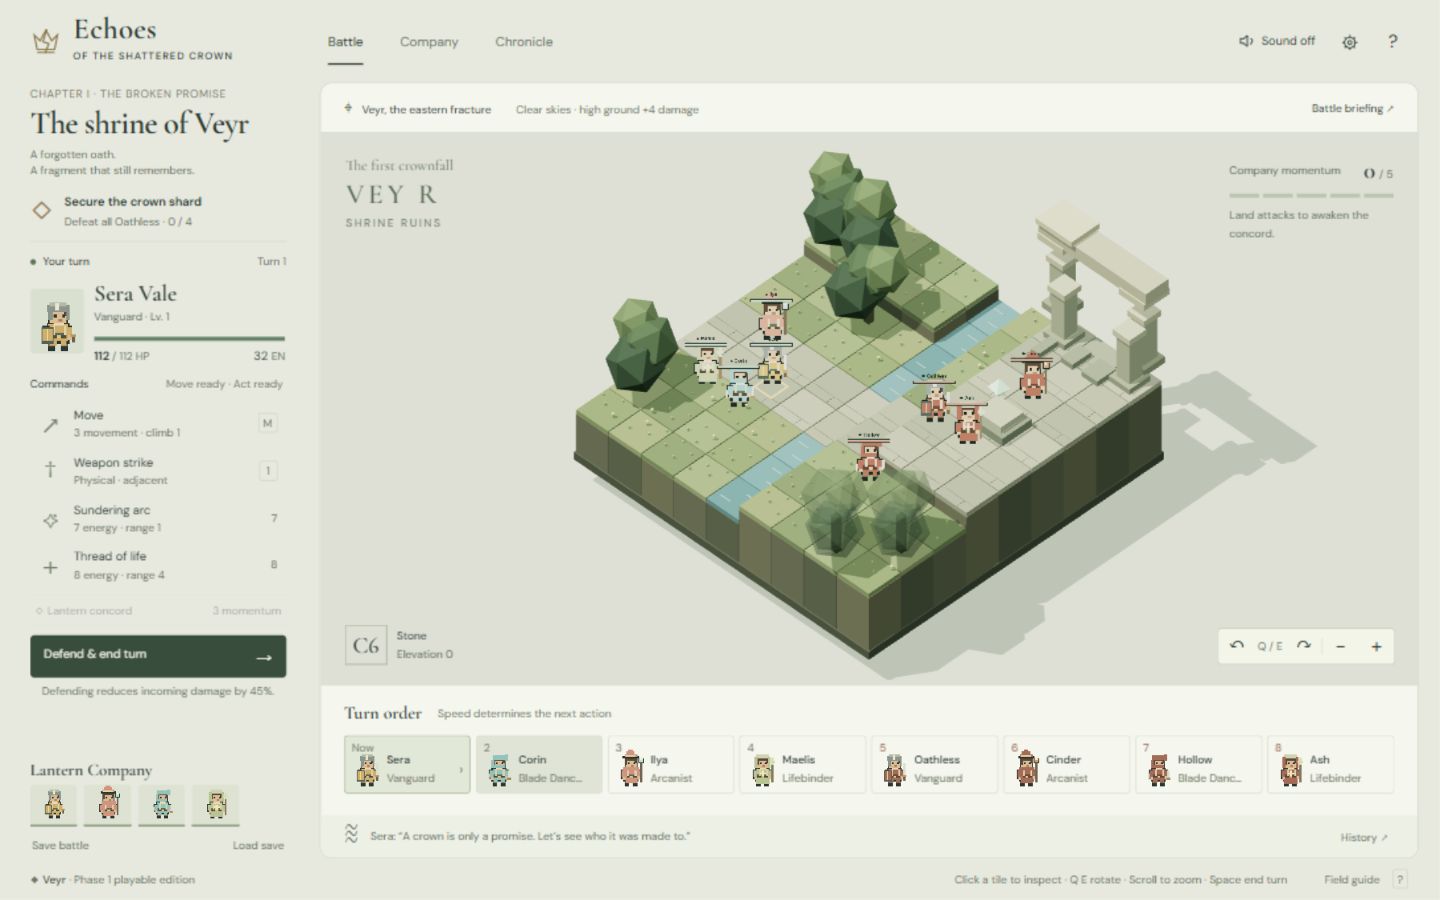 Echoes
OF THE SHATTERED CROWN
Battle
Company
Chronicle
Sound off
?
CHAPTER I · THE BROKEN PROMISE
The shrine of Veyr
A forgotten oath.
A fragment that still remembers.
Secure the crown shard
Defeat all Oathless · 0 / 4
Your turn
Turn 1
Sera Vale
Vanguard · Lv. 1
112 / 112 HP
32 EN
Commands
Move ready · Act ready
Move
3 movement · climb 1
M
Weapon strike
Physical · adjacent
1
Sundering arc
7 energy · range 1
7
Thread of life
8 energy · range 4
8
Lantern concord
3 momentum
Defend & end turn →
Defending reduces incoming damage by 45%.
Lantern Company
Save battle
Load save
Veyr · Phase 1 playable edition
Veyr, the eastern fracture
Clear skies · high ground +4 damage
Battle briefing ↗
The first crownfall
VEY R
SHRINE RUINS
Company momentum
0 / 5
Land attacks to awaken the
concord.
C6
Stone
Elevation 0
Q / E
−
+
Turn order
Speed determines the next action
Now
Sera
Vanguard
›
2
Corin
Blade Danc...
3
Ilya
Arcanist
4
Maelis
Lifebinder
5
Oathless
Vanguard
6
Cinder
Arcanist
7
Hollow
Blade Danc...
8
Ash
Lifebinder
Sera: “A crown is only a promise. Let’s see who it was made to.”
History ↗
Click a tile to inspect · Q E rotate · Scroll to zoom · Space end turn
Field guide
?